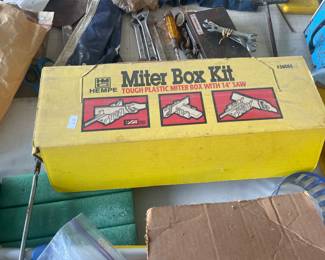 HEMPE
Miter Box Kit
TOUGH PLASTIC MITER BOX WITH 14" SAW